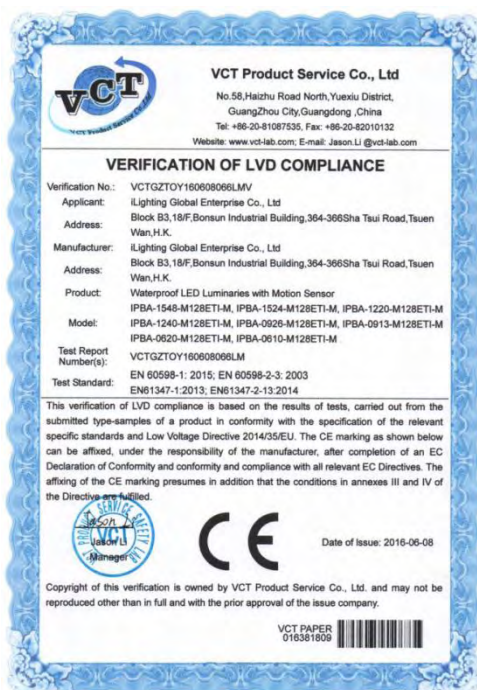 VCT
VCT Product Service Co.,Ltd
VCT Product Service Co., Ltd
No.58,Haizhu Road North,Yuexiu District,
GuangZhou City,Guangdong ,China
Tel: +86-20-81087535, Fax: +86-20-82010132
Website: www.vct-lab.com; E-mail: Jason.Li @vct-lab.com
VERIFICATION OF LVD COMPLIANCE
Verification No.: VCTGZTOY160608066LMV
Applicant: iLighting Global Enterprise Co., Ltd
Address: Block B3,18/F,Bonsun Industrial Building,364-366Sha Tsui Road,Tsuen
Wan,H.K.
Manufacturer: iLighting Global Enterprise Co., Ltd
Address: Block B3,18/F,Bonsun Industrial Building,364-366Sha Tsui Road,Tsuen
Wan,H.K.
Product: Waterproof LED Luminaries with Motion Sensor
Model: IPBA-1548-M128ETI-M, IPBA-1524-M128ETI-M, IPBA-1220-M128ETI-M
IPBA-1240-M128ETI-M, IPBA-0926-M128ETI-M, IPBA-0913-M128ETI-M
IPBA-0620-M128ETI-M, IPBA-0610-M128ETI-M
Test Report Number(s): VCTGZTOY160608066LM
Test Standard: EN 60598-1: 2015; EN 60598-2-3: 2003
EN61347-1:2013; EN61347-2-13:2014
This verification of LVD compliance is based on the results of tests, carried out from the
submitted type-samples of a product in conformity with the specification of the relevant
specific standards and Low Voltage Directive 2014/35/EU. The CE marking as shown below
can be affixed, under the responsibility of the manufacturer, after completion of an EC
Declaration of Conformity and conformity and compliance with all relevant EC Directives. The
affixing of the CE marking presumes in addition that the conditions in annexes III and IV of
the Directive are fulfilled.
Jason Li
VCT
Jason Li
Manager
CE
Date of Issue: 2016-06-08
Copyright of this verification is owned by VCT Product Service Co., Ltd. and may not be
reproduced other than in full and with the prior approval of the issue company.
VCT PAPER
016381809